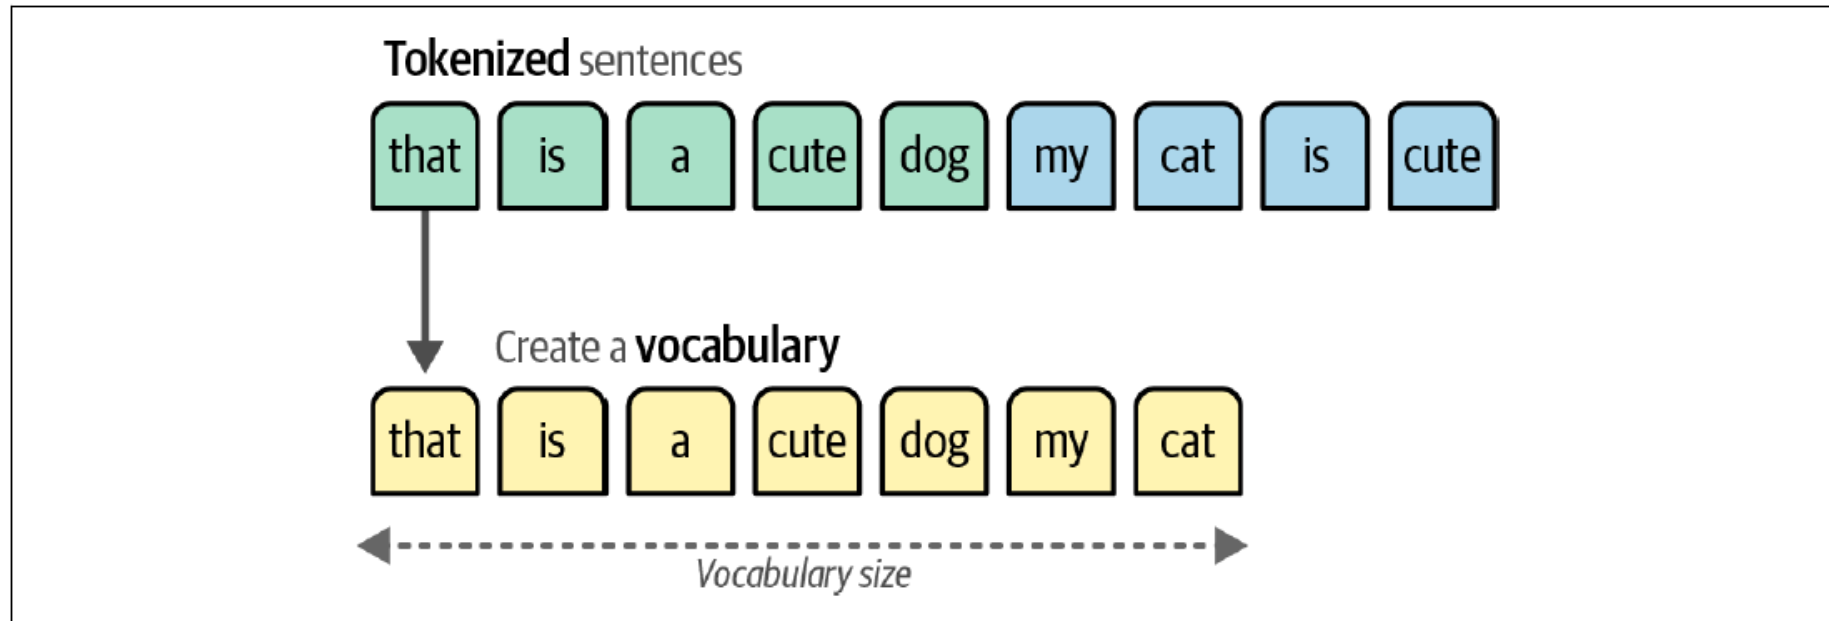 Tokenized sentences
that is a cute dog my cat is cute
Create a vocabulary
that is a cute dog my cat
Vocabulary size